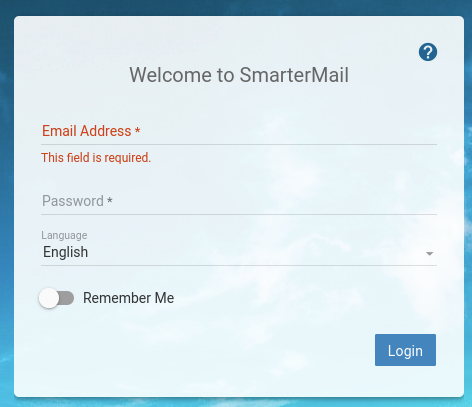 ?
Welcome to SmarterMail
Email Address *
This field is required.
Password *
Language
English
Remember Me
Login